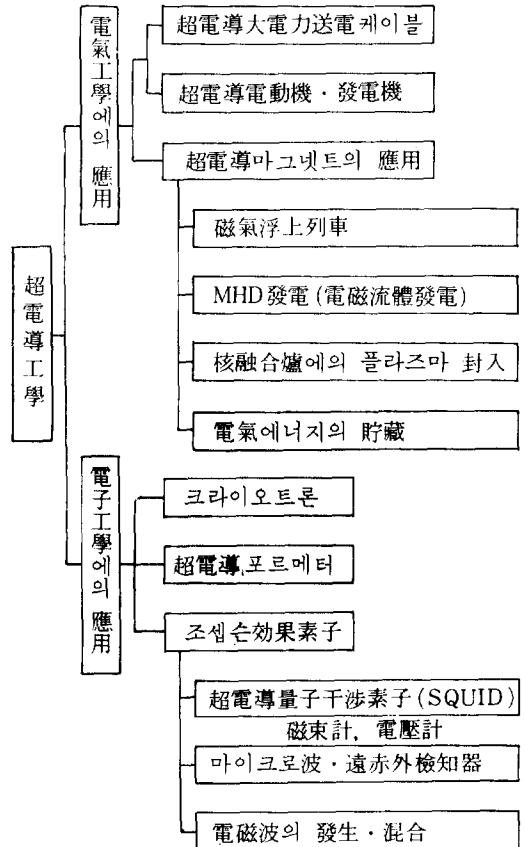 超電導工學
電氣工學에의 應用
超電導大電力送電케이블
超電導電動機·發電機
超電導마그넷트의 應用
磁氣浮上列車
MHD發電(電磁流體發電)
核融合爐에의 플라즈마 封入
電氣에너지의 貯藏
電子工學에의 應用
크라이오트론
超電導포르메터
조셉슨効果素子
超電導量子干涉素子(SQUID)
磁束計, 電壓計
마이크로波·遠赤外檢知器
電磁波의 發生·混合